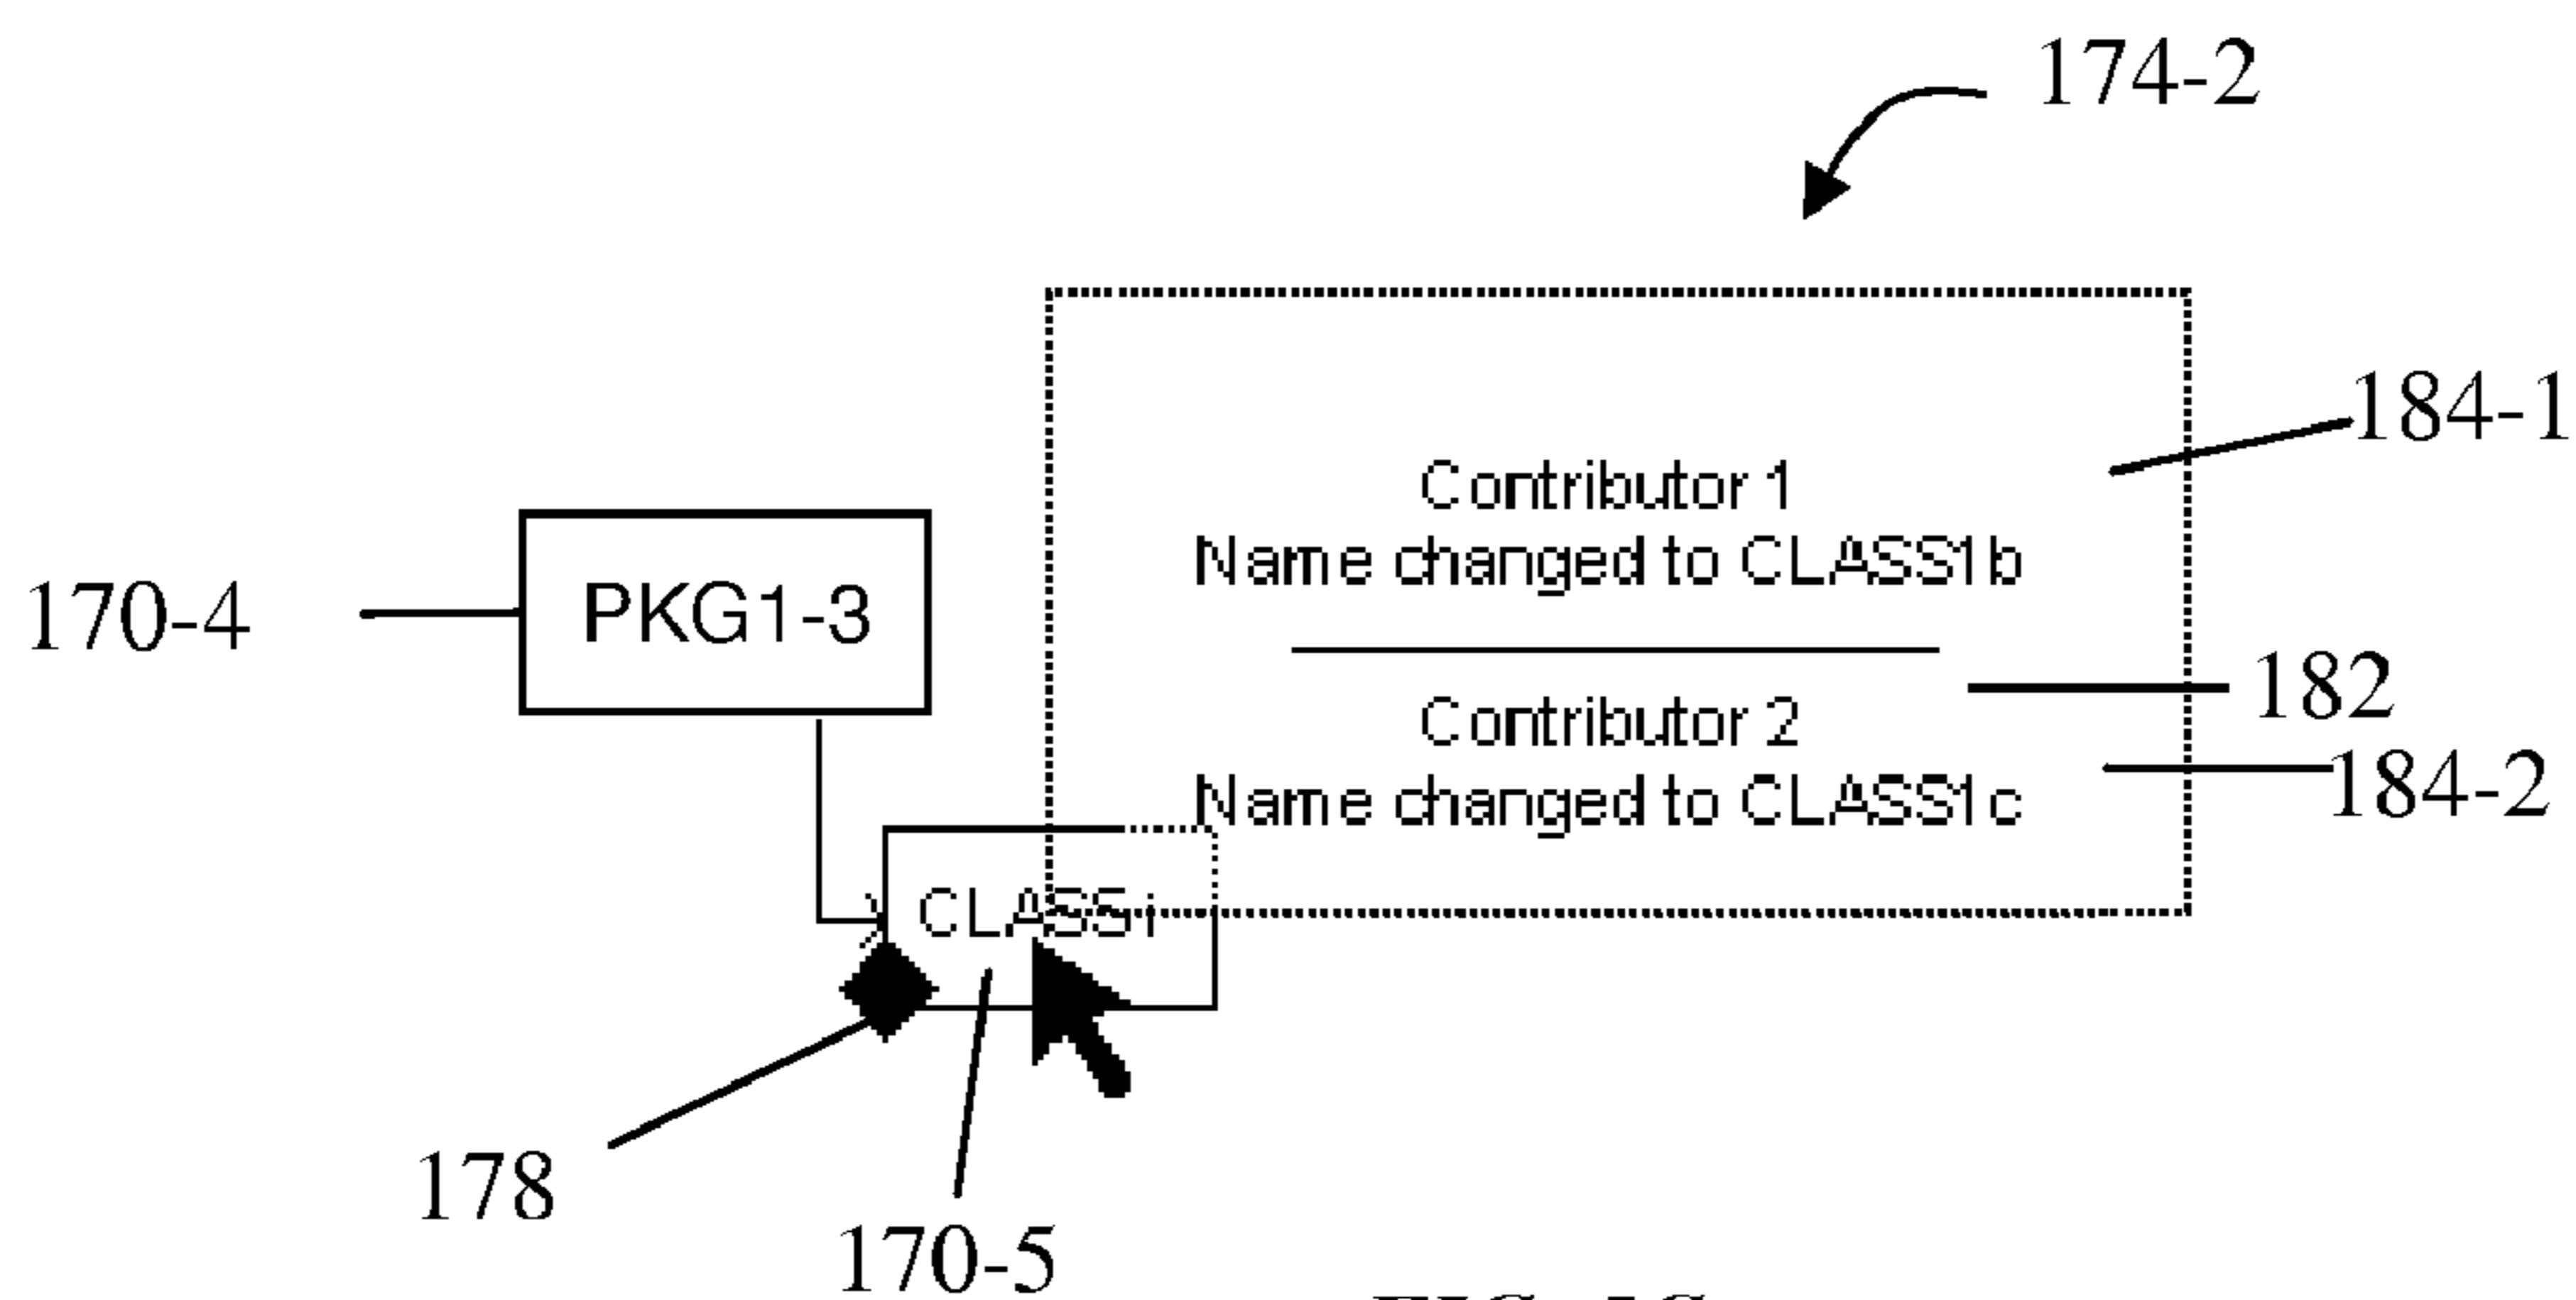 174-2
184-1
Contributor 1
Name changed to CLASS1b
170-4
PKG1-3
182
Contributor 2
184-2
Name changed to CLASS1c
178
170-5